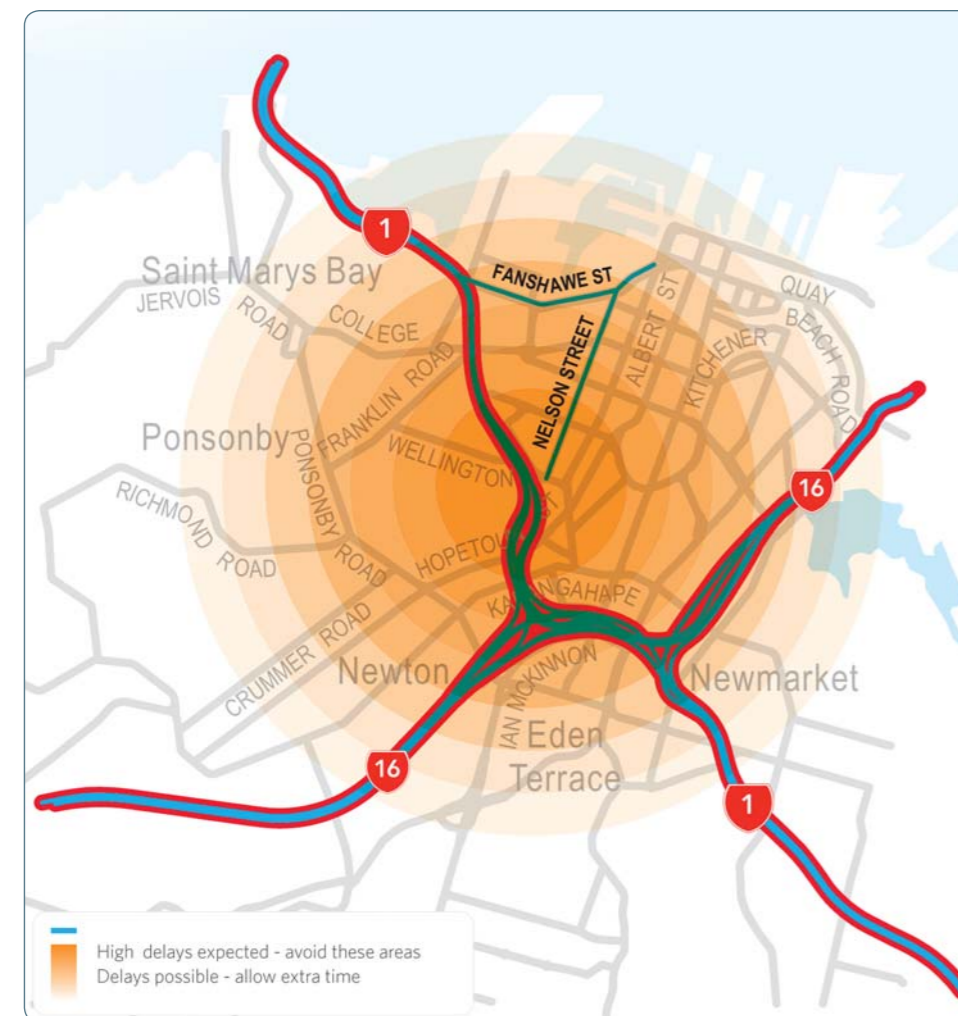 1
Saint Marys Bay
FANSHAWE ST
JERVOIS
ROAD
COLLEGE
QUAY
ALBERT ST
KITCHENER
BEACH ROAD
NELSON STREET
FRANKLIN ROAD
Ponsonby
PONSONBY ROAD
WELLINGTON
16
RICHMOND
ROAD
HOPETOU
GAHAPE
CRUMMER ROAD
Newton
IAN MCKINNON
Newmarket
Eden
Terrace
16
1
High delays expected - avoid these areas
Delays possible - allow extra time